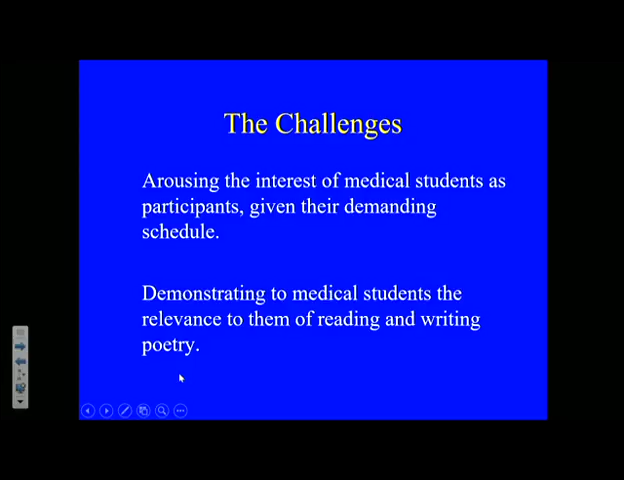 The Challenges
Arousing the interest of medical students as
participants, given their demanding
schedule.
Demonstrating to medical students the
relevance to them of reading and writing
poetry.